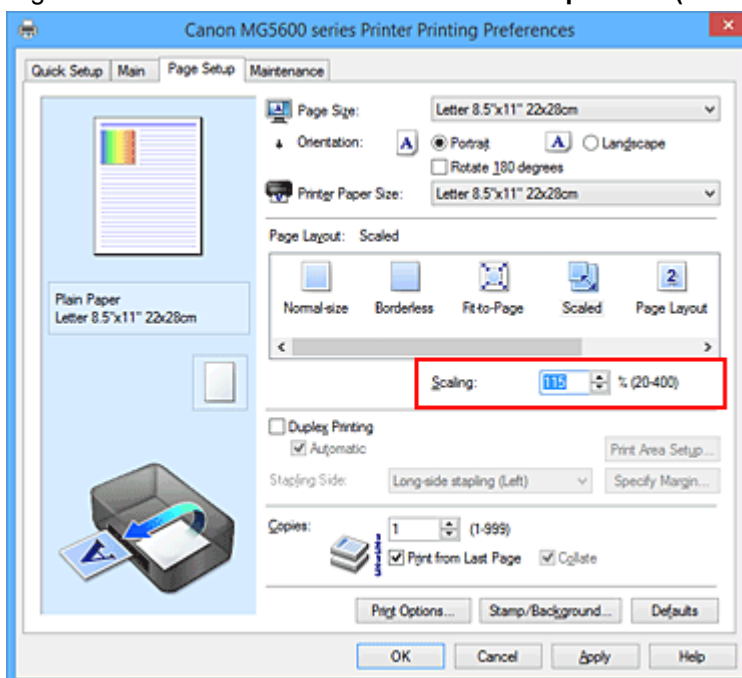 Canon MG5600 series Printer Printing Preferences
Quick Setup Main Page Setup Maintenance
Page Size: Letter 8.5"x11" 22x28cm
Orientation: A Portrait A Landscape
Rotate 180 degrees
Printer Paper Size: Letter 8.5"x11" 22x28cm
Page Layout: Scaled
Normal-size Borderless Fit-to-Page Scaled 2 Page Layout
Plain Paper
Letter 8.5"x11" 22x28cm
Scaling: 115 % (20-400)
Duplex Printing
Automatic Print Area Setup...
Stapling Side: Long-side stapling (Left) Specify Margin...
Copies: 1 (1-999)
Print from Last Page Collate
Print Options... Stamp/Background... Defaults
OK Cancel Apply Help